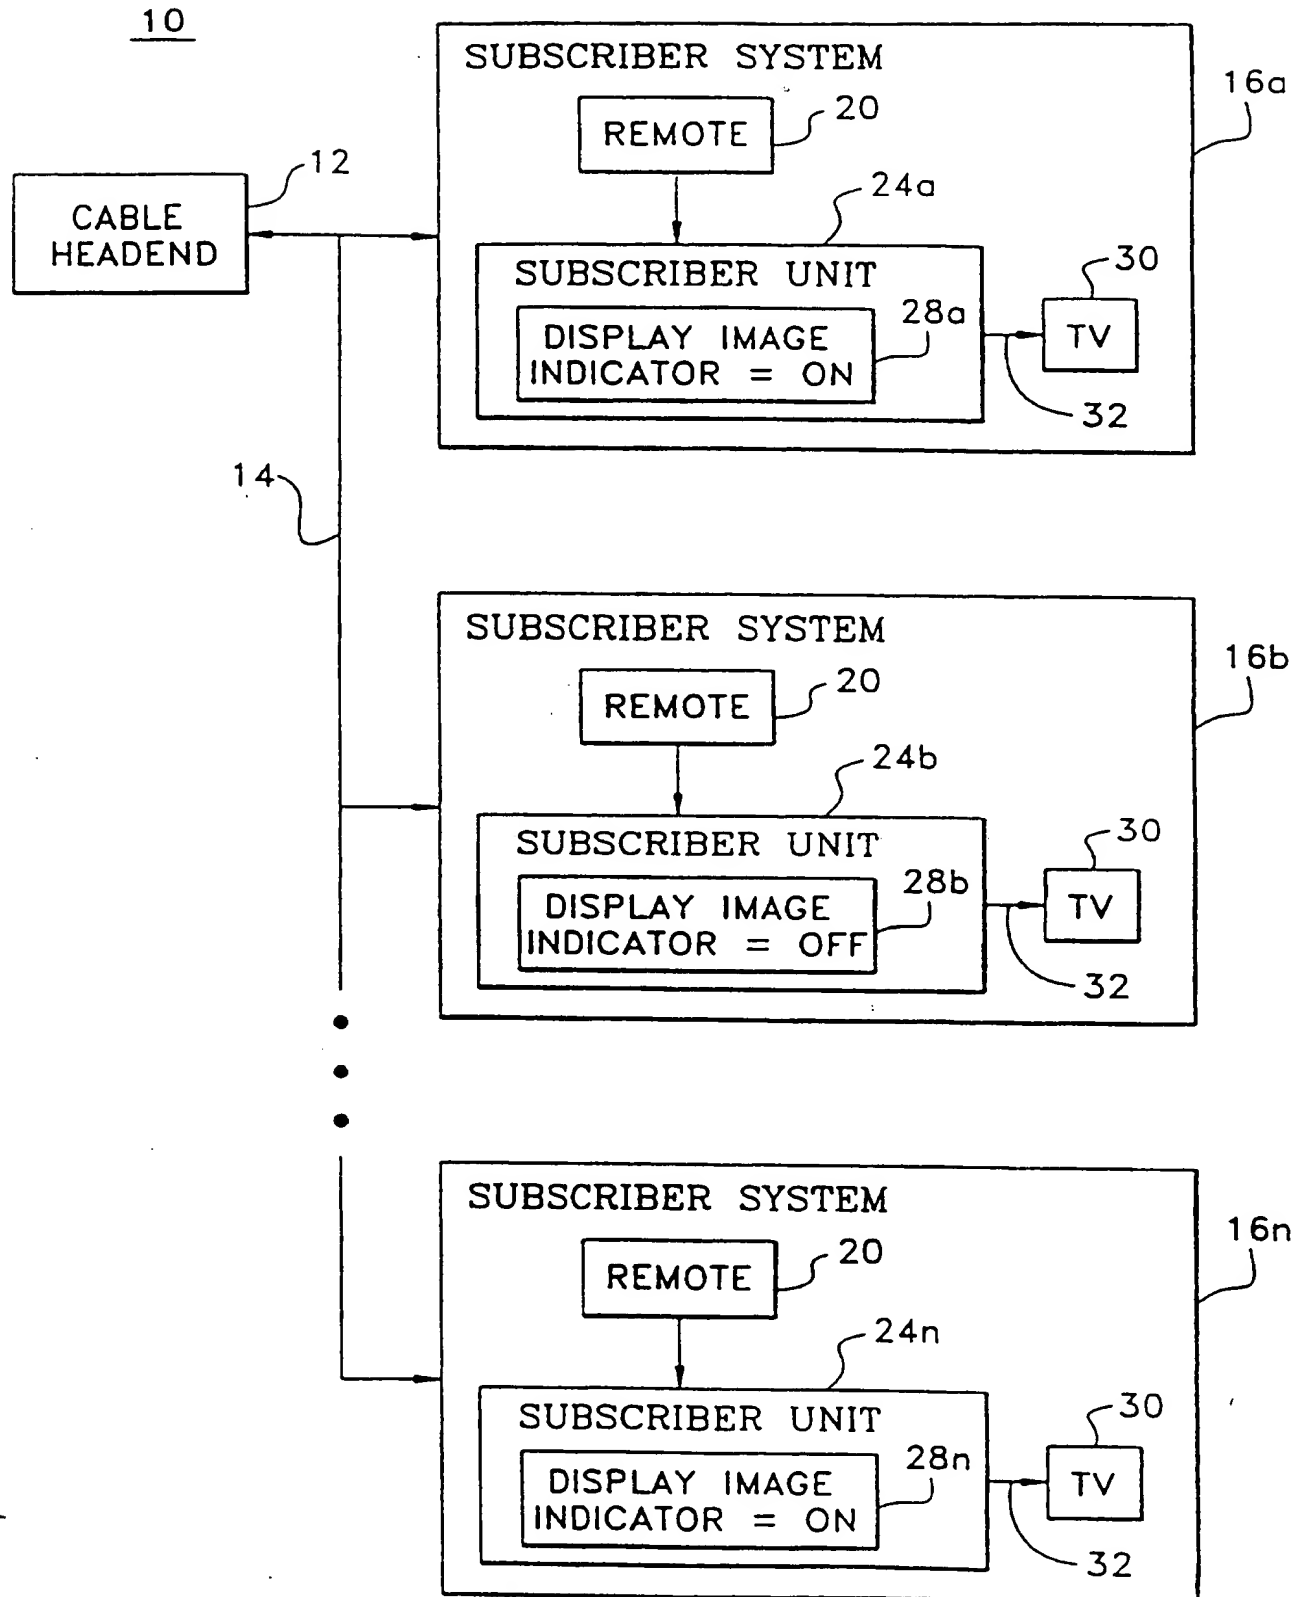 10
SUBSCRIBER SYSTEM
16a
REMOTE
20
12
CABLE
HEADEND
24a
SUBSCRIBER UNIT
30
28a
DISPLAY IMAGE
INDICATOR = ON
TV
32
14
SUBSCRIBER SYSTEM
16b
REMOTE
20
24b
SUBSCRIBER UNIT
30
28b
DISPLAY IMAGE
INDICATOR = OFF
TV
32
SUBSCRIBER SYSTEM
16n
REMOTE
20
24n
SUBSCRIBER UNIT
30
28n
DISPLAY IMAGE
INDICATOR = ON
TV
32